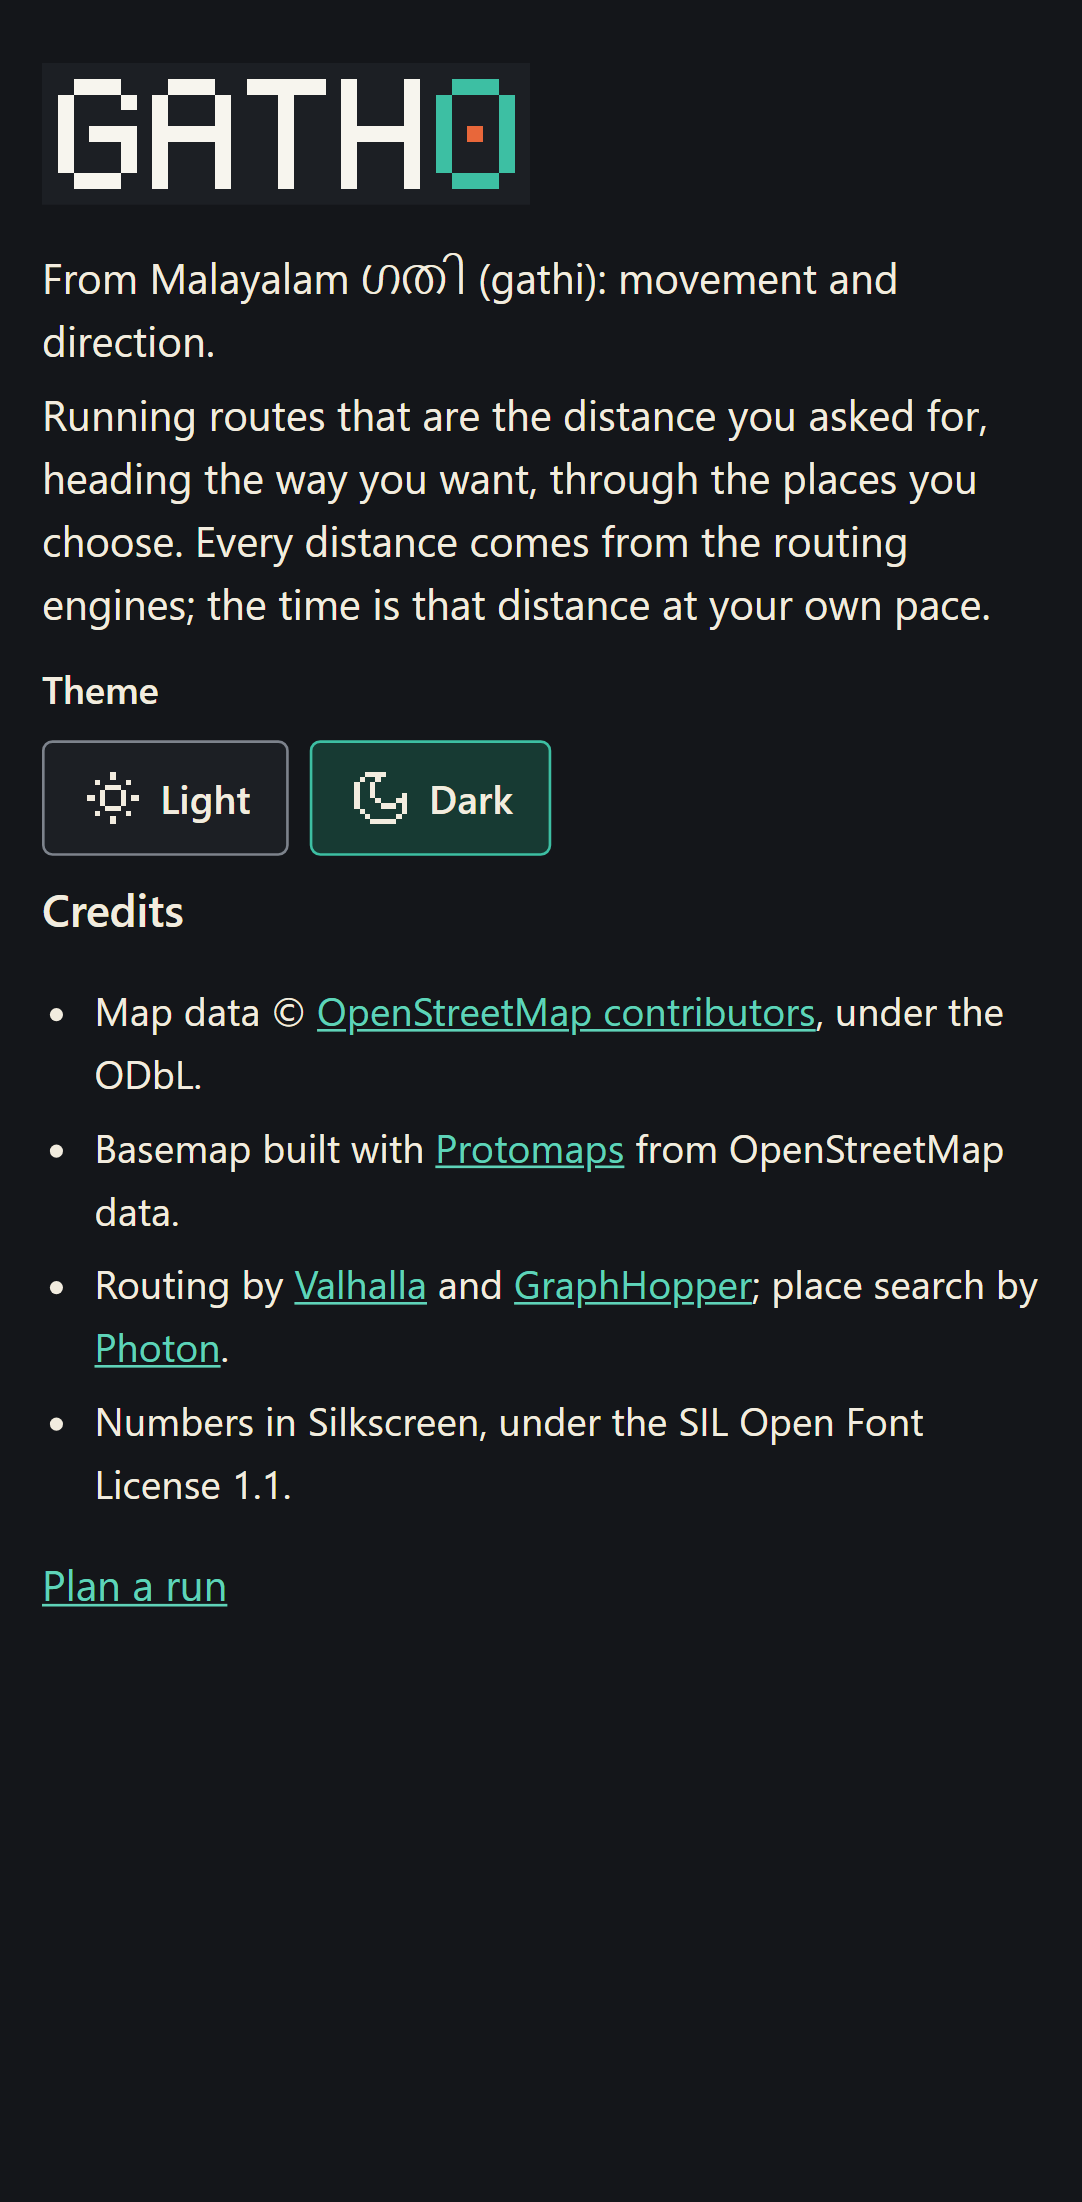 GATHO
From Malayalam ഗതി (gathi): movement and
direction.
Running routes that are the distance you asked for,
heading the way you want, through the places you
choose. Every distance comes from the routing
engines; the time is that distance at your own pace.
Theme
Light
Dark
Credits
• Map data © OpenStreetMap contributors, under the
ODbL.
• Basemap built with Protomaps from OpenStreetMap
data.
• Routing by Valhalla and GraphHopper; place search by
Photon.
• Numbers in Silkscreen, under the SIL Open Font
License 1.1.
Plan a run